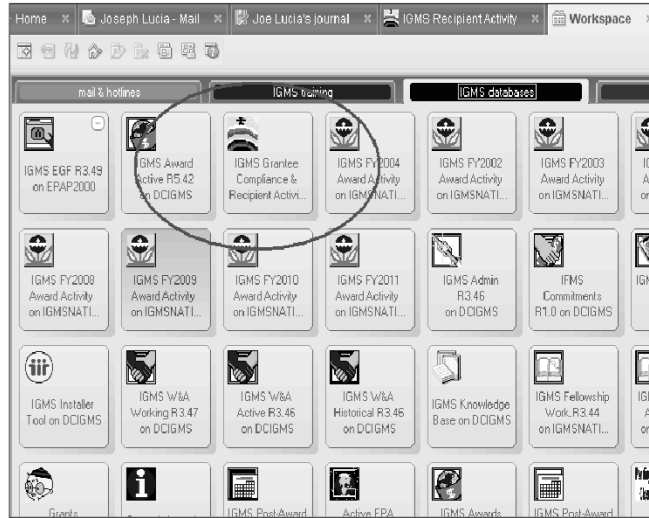 Home
Joseph Lucia - Mail
Joe Lucia's journal
IGMS Recipient Activity
Workspace
mail & hotlines
IGMS training
IGMS databases
IGMS EGF R3.49
on EPAP2000
IGMS Award
Active R5.42
on DCIGMS
IGMS Grantee
Compliance &
Recipient Activi...
IGMS FY2004
Award Activity
on IGMSNATI...
IGMS FY2002
Award Activity
on IGMSNATI...
IGMS FY2003
Award Activity
on IGMSNATI...
IGMS FY2008
Award Activity
on IGMSNATI...
IGMS FY2009
Award Activity
on IGMSNATI...
IGMS FY2010
Award Activity
on IGMSNATI...
IGMS FY2011
Award Activity
on IGMSNATI...
IGMS Admin
R3.46
on DCIGMS
IFMS
Commitments
R1.0 on DCIGMS
IGMS Installer
Tool on DCIGMS
IGMS W&A
Working R3.47
on DCIGMS
IGMS W&A
Active R3.46
on DCIGMS
IGMS W&A
Historical R3.46
on DCIGMS
IGMS Knowledge
Base on DCIGMS
IGMS Fellowship
Work..R3.44
on IGMSNATI...
Grants
IGMS Post-Award
Active EPA
IGMS Awards
IGMS Post-Award